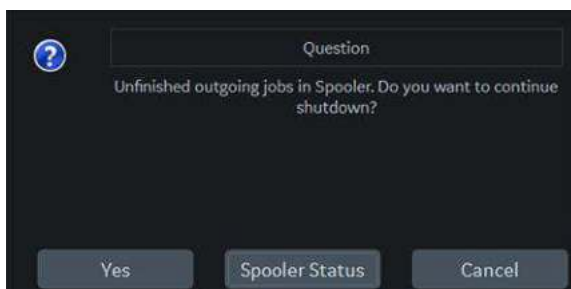 Question
Unfinished outgoing jobs in Spooler. Do you want to continue
shutdown?
Yes
Spooler Status
Cancel